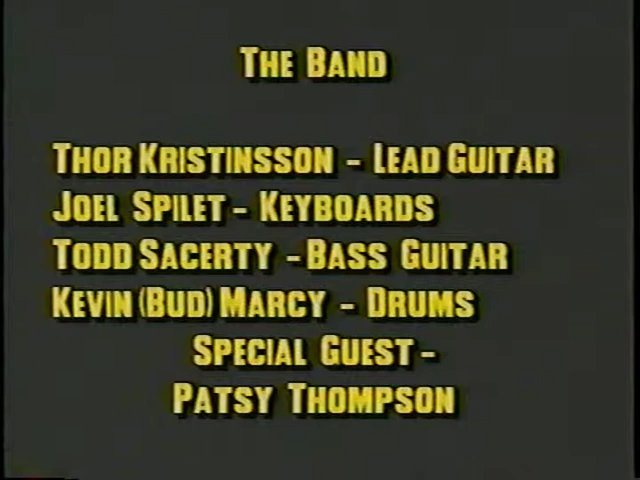 THE BAND
THOR KRISTINSSON - LEAD GUITAR
JOEL SPILET - KEYBOARDS
TODD SACERTY - BASS GUITAR
KEVIN (BUD) MARCY - DRUMS
SPECIAL GUEST -
PATSY THOMPSON